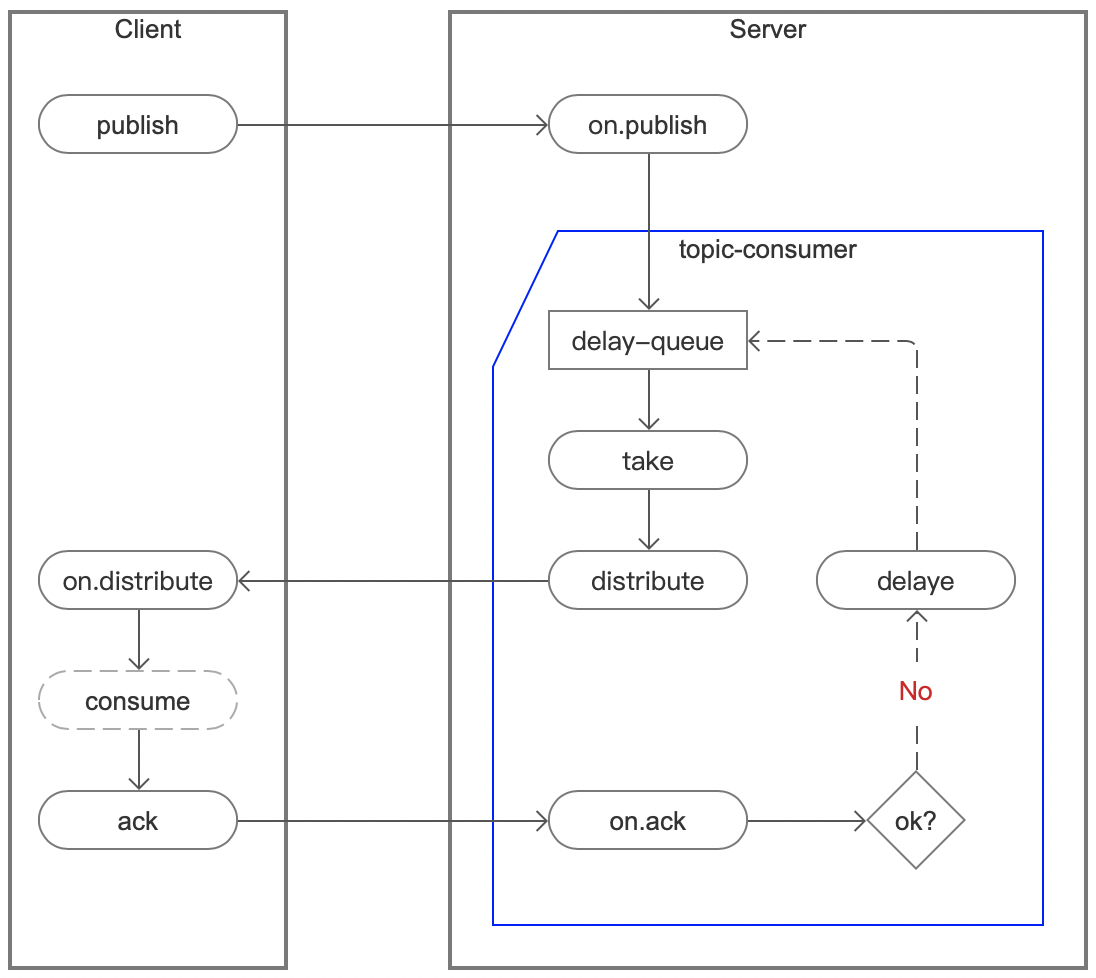 Client
Server
publish
on.publish
topic-consumer
delay-queue
take
on.distribute
distribute
delaye
consume
No
ack
on.ack
ok?